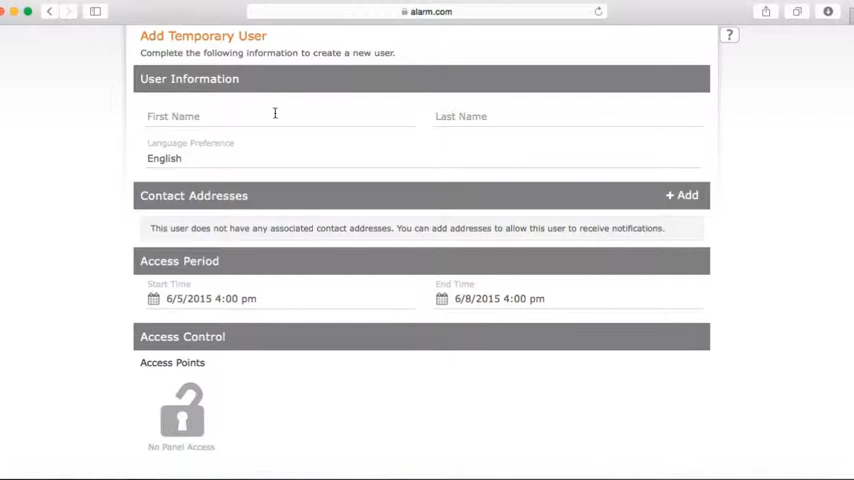 alarm.com
Add Temporary User
?
Complete the following information to create a new user.
User Information
First Name
Last Name
Language Preference
English
Contact Addresses
+ Add
This user does not have any associated contact addresses. You can add addresses to allow this user to receive notifications.
Access Period
Start Time
End Time
6/5/2015 4:00 pm
6/8/2015 4:00 pm
Access Control
Access Points
No Panel Access